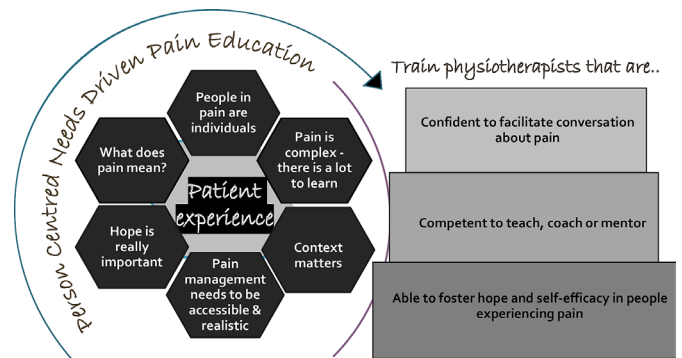 Person Centred Needs Driven Pain Education
People in
pain are
individuals
Pain is
complex -
there is a lot
to learn
Context
matters
Pain
management
needs to be
accessible &
realistic
Hope is
really
important
What does
pain mean?
Patient
experience
Train physiotherapists that are..
Confident to facilitate conversation
about pain
Competent to teach, coach or mentor
Able to foster hope and self-efficacy in people
experiencing pain